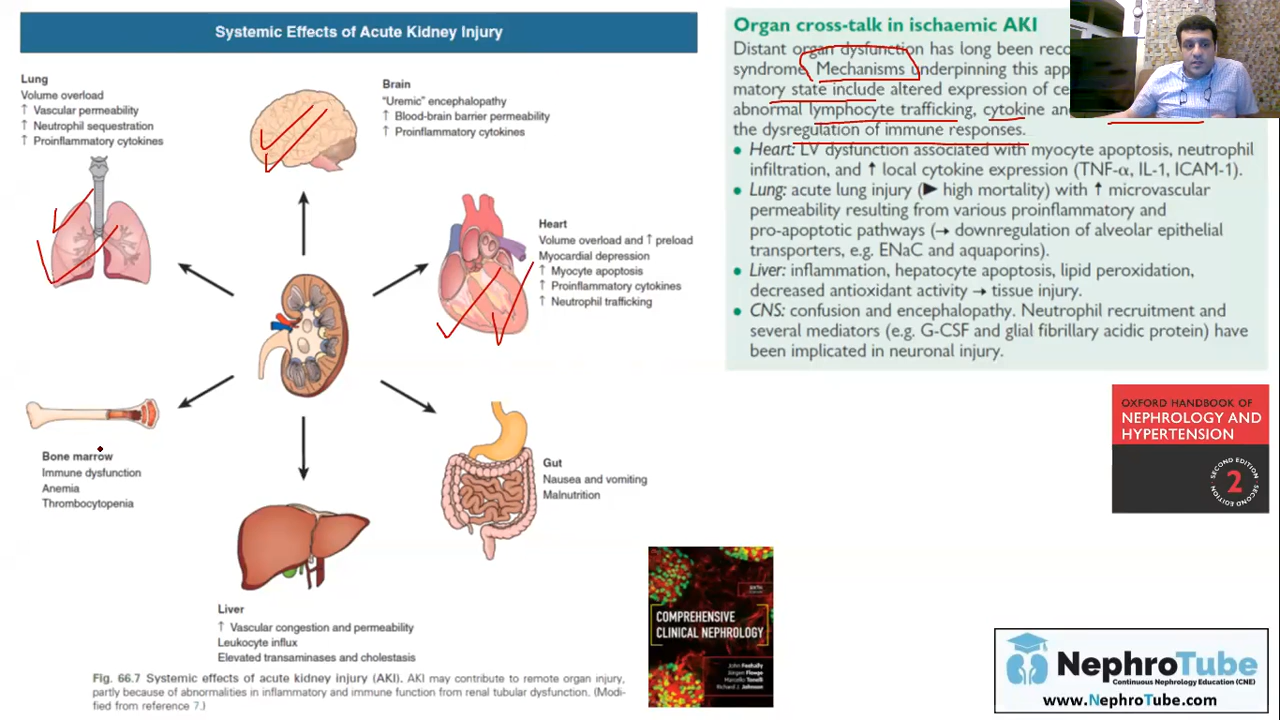 Systemic Effects of Acute Kidney Injury
Lung
Volume overload
↑ Vascular permeability
↑ Neutrophil sequestration
↑ Proinflammatory cytokines
Brain
“Uremic” encephalopathy
↑ Blood-brain barrier permeability
↑ Proinflammatory cytokines
Heart
Volume overload and ↑ preload
Myocardial depression
↑ Myocyte apoptosis
↑ Proinflammatory cytokines
↑ Neutrophil trafficking
Bone marrow
Immune dysfunction
Anemia
Thrombocytopenia
Gut
Nausea and vomiting
Malnutrition
Liver
↑ Vascular congestion and permeability
Leukocyte influx
Elevated transaminases and cholestasis
Fig. 66.7 Systemic effects of acute kidney injury (AKI). AKI may contribute to remote organ injury,
partly because of abnormalities in inflammatory and immune function from renal tubular dysfunction. (Modi-
fied from reference 7.)
Organ cross-talk in ischaemic AKI
Distant organ dysfunction has long been reco
syndrome. Mechanisms underpinning this app
matory state include altered expression of ce
abnormal lymphocyte trafficking, cytokine an
the dysregulation of immune responses.
• Heart: LV dysfunction associated with myocyte apoptosis, neutrophil
infiltration, and ↑ local cytokine expression (TNF-α, IL-1, ICAM-1).
• Lung: acute lung injury (▶ high mortality) with ↑ microvascular
permeability resulting from various proinflammatory and
pro-apoptotic pathways (→ downregulation of alveolar epithelial
transporters, e.g. ENaC and aquaporins).
• Liver: inflammation, hepatocyte apoptosis, lipid peroxidation,
decreased antioxidant activity → tissue injury.
• CNS: confusion and encephalopathy. Neutrophil recruitment and
several mediators (e.g. G-CSF and glial fibrillary acidic protein) have
been implicated in neuronal injury.
OXFORD HANDBOOK OF
NEPHROLOGY AND
HYPERTENSION
SECOND EDITION
2
SECOND EDITION
SIXTH
COMPREHENSIVE
CLINICAL NEPHROLOGY
John Feehally
Jürgen Floege
Marcello Tonelli
Richard J. Johnson
NephroTube
Continuous Nephrology Education (CNE)
www.NephroTube.com